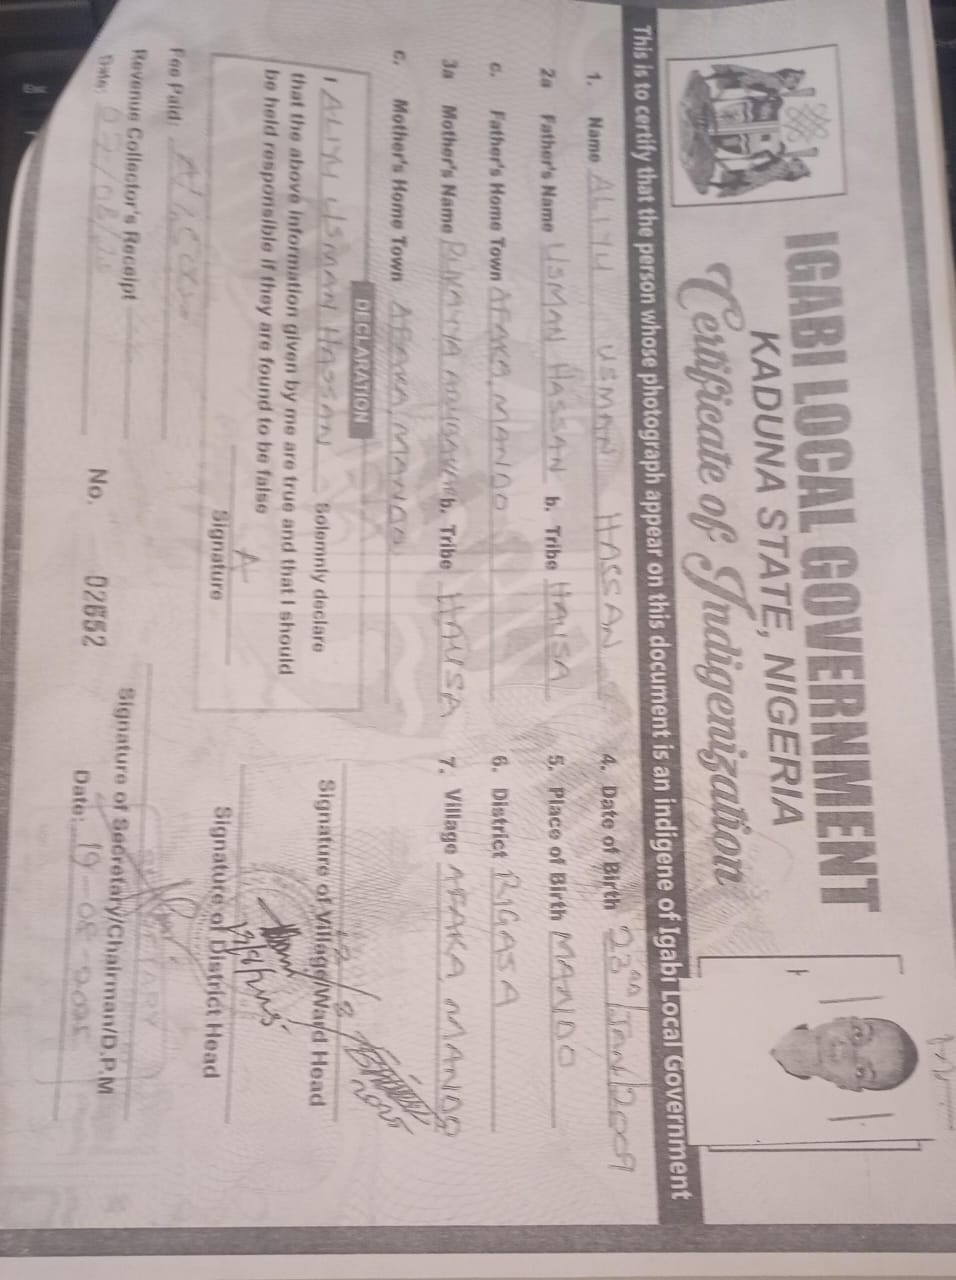 IGABI LOCAL GOVERNMENT
KADUNA STATE, NIGERIA
Certificate of Indigenization
This is to certify that the person whose photograph appear on this document is an indigene of Igabi Local Government
1. Name ALIYU USMAN HASSAN
2a Father's Name USMAN HASSAN b. Tribe HAUSA
c. Father's Home Town AFAKA MANDO
3a Mother's Name b. Tribe HAUSA
c. Mother's Home Town AFAKA MANDO
4. Date of Birth 23rd Jan 2009
5. Place of Birth MANDO
6. District RIGASA
7. Village AFAKA MANDO
DECLARATION
I ALIYU USMAN HASSAN Solemnly declare
that the above information given by me are true and that I should
be held responsible if they are found to be false
A
Signature
Signature of Village/Ward Head
Signature of District Head
Fee Paid:
Revenue Collector's Receipt
Date:
No. 02652
Signature of Secretary/Chairman/D.P.M
Date: 19-08-2025
Esc